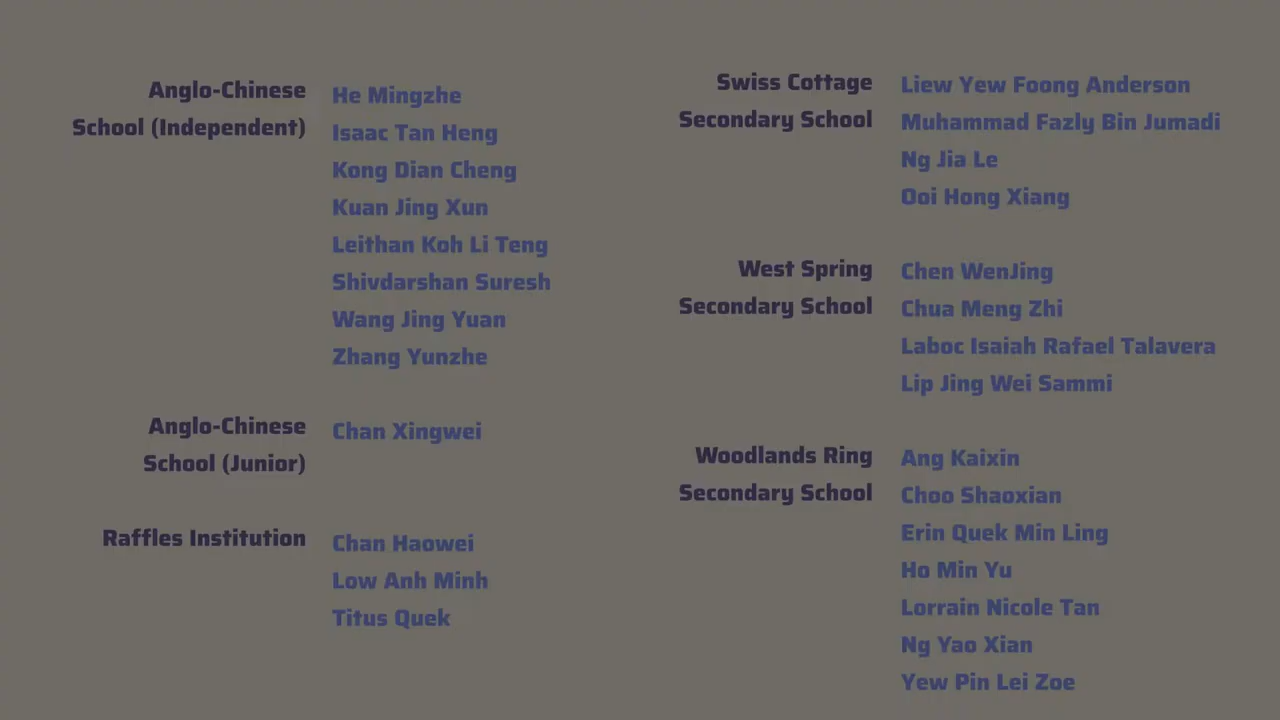 Anglo-Chinese
School (Independent)
He Mingzhe
Isaac Tan Heng
Kong Dian Cheng
Kuan Jing Xun
Leithan Koh Li Teng
Shivdarshan Suresh
Wang Jing Yuan
Zhang Yunzhe
Anglo-Chinese
School (Junior)
Chan Xingwei
Raffles Institution
Chan Haowei
Low Anh Minh
Titus Quek
Swiss Cottage
Secondary School
Liew Yew Foong Anderson
Muhammad Fazly Bin Jumadi
Ng Jia Le
Ooi Hong Xiang
West Spring
Secondary School
Chen WenJing
Chua Meng Zhi
Laboc Isaiah Rafael Talavera
Lip Jing Wei Sammi
Woodlands Ring
Secondary School
Ang Kaixin
Choo Shaoxian
Erin Quek Min Ling
Ho Min Yu
Lorrain Nicole Tan
Ng Yao Xian
Yew Pin Lei Zoe